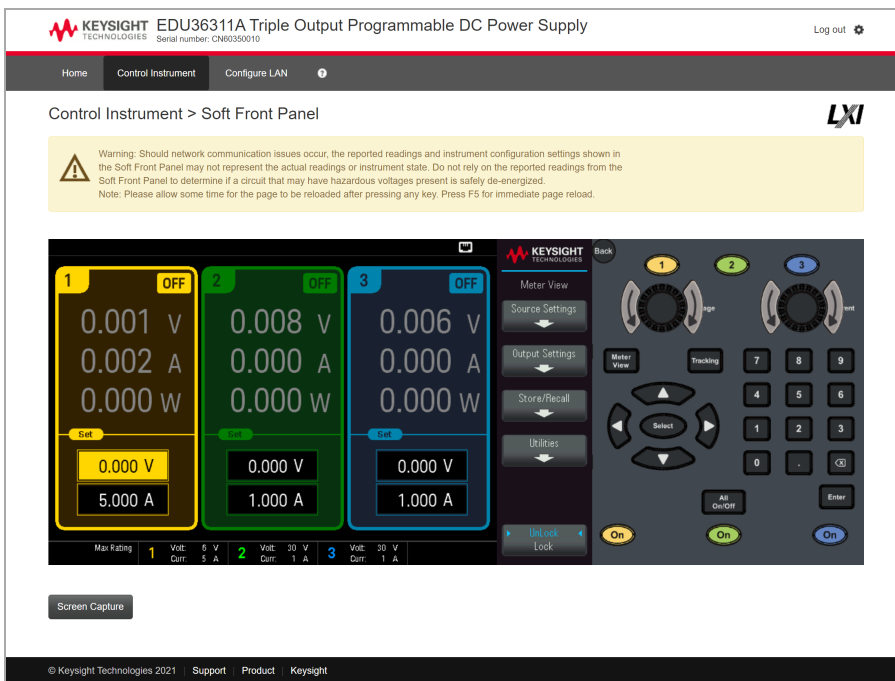 KEYSIGHT TECHNOLOGIES EDU36311A Triple Output Programmable DC Power Supply
Serial number: CN60350010
Log out
Home Control Instrument Configure LAN ?
Control Instrument > Soft Front Panel
LXI
Warning: Should network communication issues occur, the reported readings and instrument configuration settings shown in
the Soft Front Panel may not represent the actual readings or instrument state. Do not rely on the reported readings from the
Soft Front Panel to determine if a circuit that may have hazardous voltages present is safely de-energized.
Note: Please allow some time for the page to be reloaded after pressing any key. Press F5 for immediate page reload.
1 OFF 2 OFF 3 OFF
0.001 V 0.008 V 0.006 V
0.002 A 0.000 A 0.000 A
0.000 W 0.000 W 0.000 W
Set Set Set
0.000 V 0.000 V 0.000 V
5.000 A 1.000 A 1.000 A
Max Rating 1 Volt: 6 V 2 Volt: 30 V 3 Volt: 30 V
Curr: 5 A Curr: 1 A Curr: 1 A
KEYSIGHT
TECHNOLOGIES
Meter View
Source Settings
Output Settings
Store/Recall
Utilities
UnLock
Lock
Back
1 2 3
age ent
Meter View Tracking 7 8 9
4 5 6
Select 1 2 3
0 .
All On/Off Enter
On On On
Screen Capture
© Keysight Technologies 2021 | Support | Product | Keysight